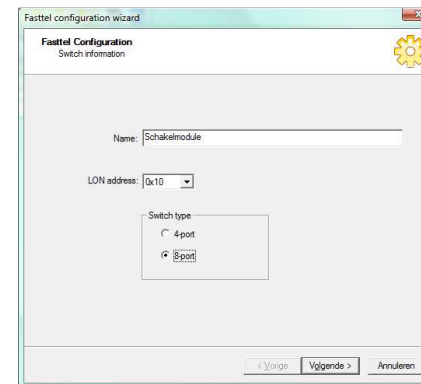 Fasttel configuration wizard
Fasttel Configuration
Switch information
Name: Schakelmodule
LON address: 0x10
Switch type
4-port
8-port
< Vorige Volgende > Annuleren